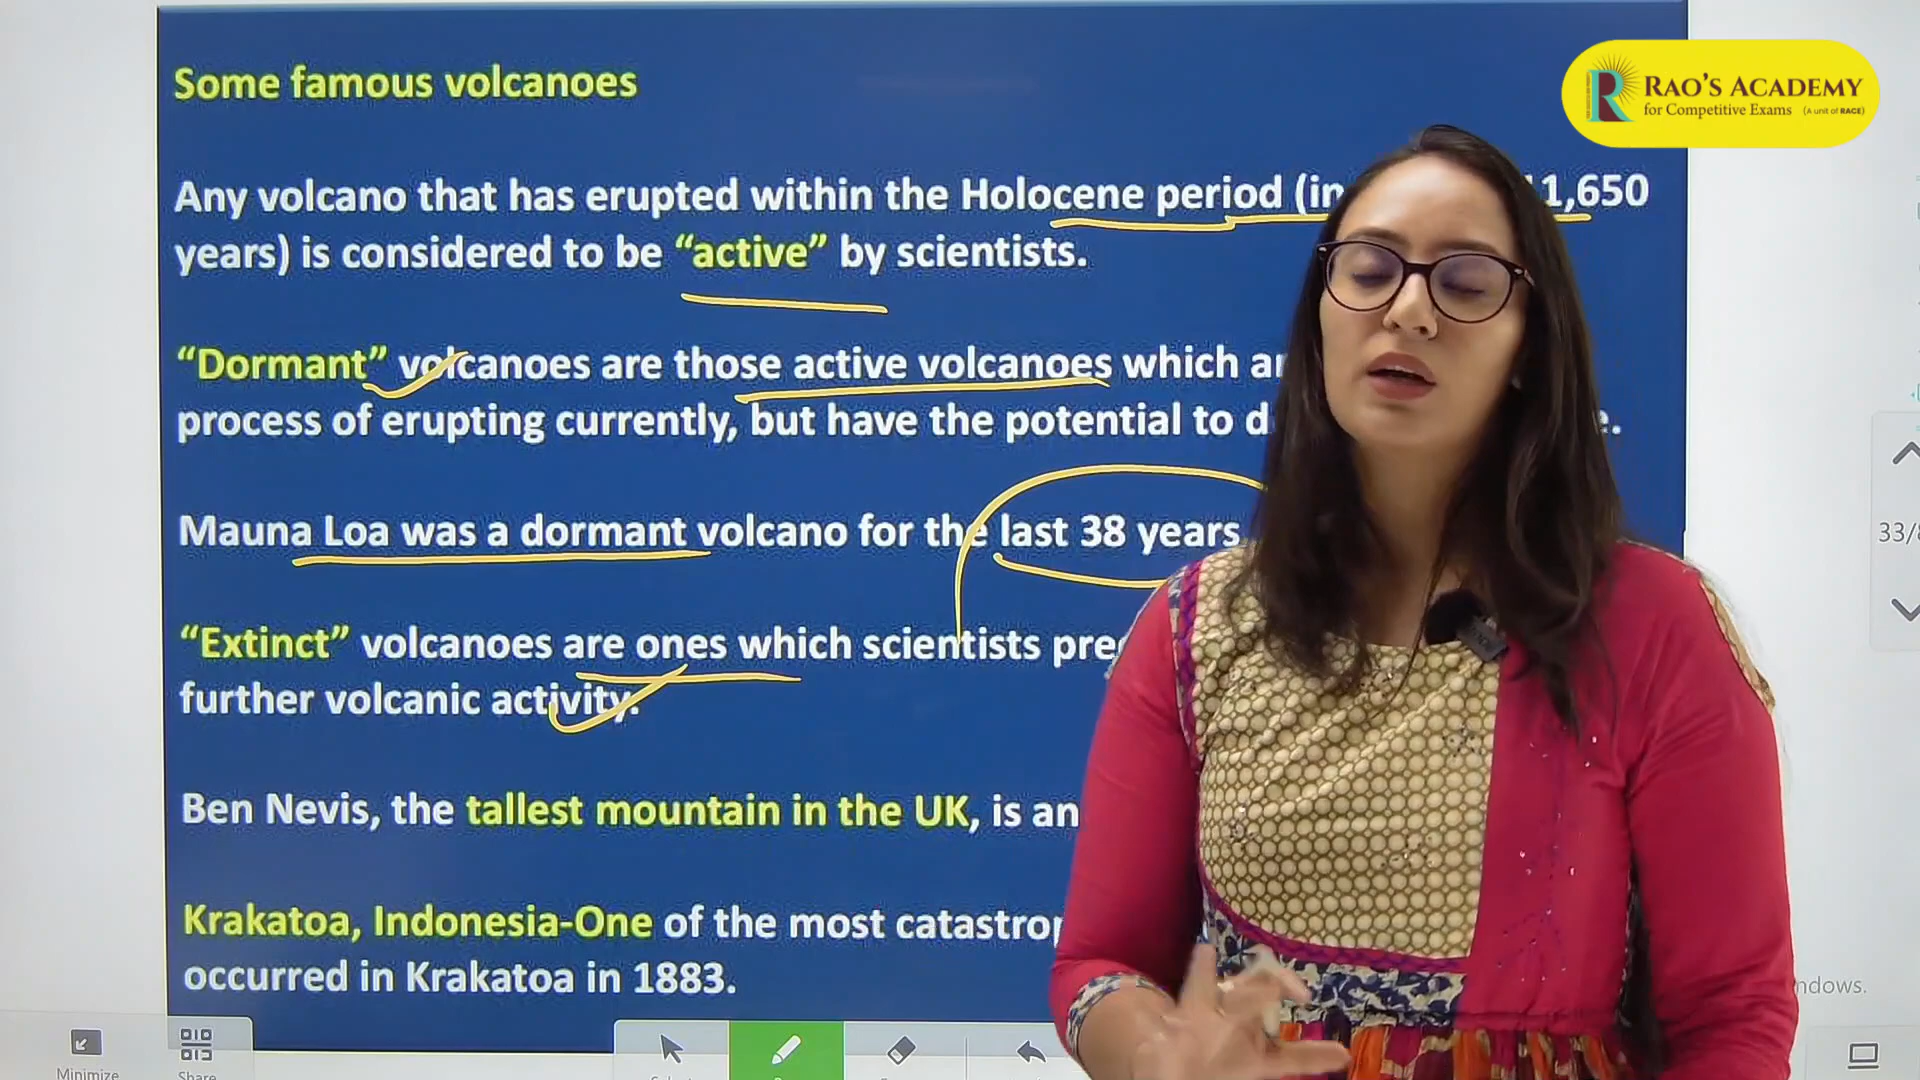 Some famous volcanoes
RAO'S ACADEMY
for Competitive Exams (A unit of RACE)
Any volcano that has erupted within the Holocene period (in 11,650
years) is considered to be “active” by scientists.
“Dormant” volcanoes are those active volcanoes which
process of erupting currently, but have the potential to
Mauna Loa was a dormant volcano for the last 38 years
“Extinct” volcanoes are ones which scientists
further volcanic activity.
Ben Nevis, the tallest mountain in the UK, is an
Krakatoa, Indonesia-One of the most
occurred in Krakatoa in 1883.
33/
Minimize
Share